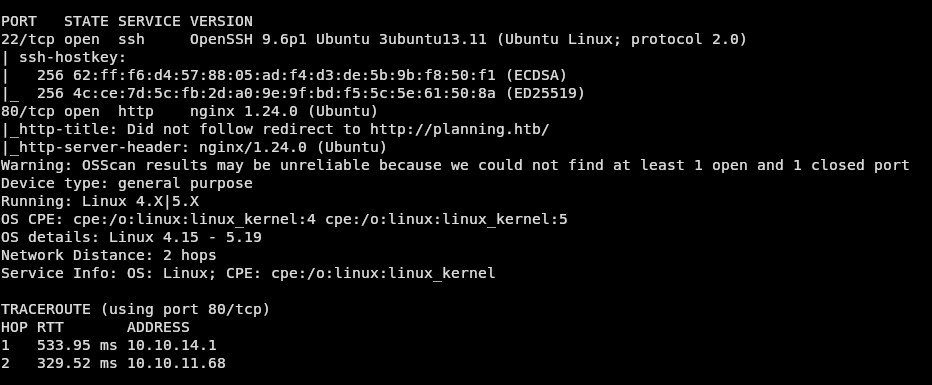 PORT   STATE SERVICE VERSION
22/tcp open  ssh     OpenSSH 9.6p1 Ubuntu 3ubuntu13.11 (Ubuntu Linux; protocol 2.0)
| ssh-hostkey:
|   256 62:ff:f6:d4:57:88:05:ad:f4:d3:de:5b:9b:f8:50:f1 (ECDSA)
|_  256 4c:ce:7d:5c:fb:2d:a0:9e:9f:bd:f5:5c:5e:61:50:8a (ED25519)
80/tcp open  http    nginx 1.24.0 (Ubuntu)
|_http-title: Did not follow redirect to http://planning.htb/
|_http-server-header: nginx/1.24.0 (Ubuntu)
Warning: OSScan results may be unreliable because we could not find at least 1 open and 1 closed port
Device type: general purpose
Running: Linux 4.X|5.X
OS CPE: cpe:/o:linux:linux_kernel:4 cpe:/o:linux:linux_kernel:5
OS details: Linux 4.15 - 5.19
Network Distance: 2 hops
Service Info: OS: Linux; CPE: cpe:/o:linux:linux_kernel

TRACEROUTE (using port 80/tcp)
HOP RTT       ADDRESS
1   533.95 ms 10.10.14.1
2   329.52 ms 10.10.11.68